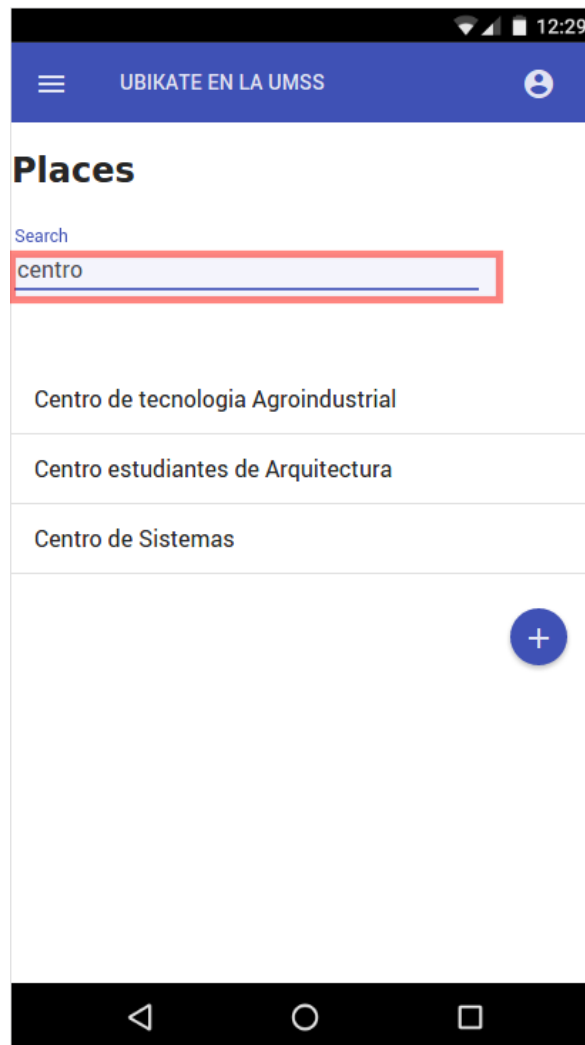 12:29
UBIKATE EN LA UMSS
Places
Search
centro
Centro de tecnologia Agroindustrial
Centro estudiantes de Arquitectura
Centro de Sistemas
+